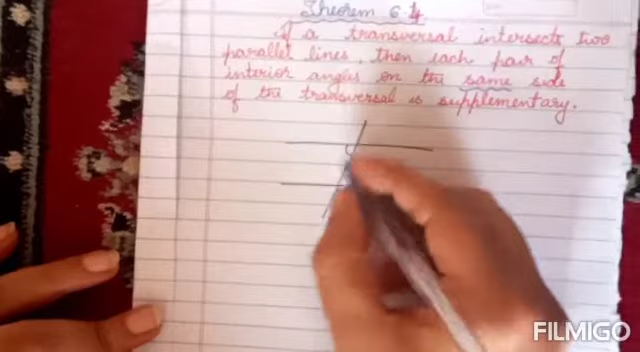 Theorem 6.4
If a transversal intersects two
parallel lines, then each pair of
interior angles on the same side
of the transversal is supplementary.
FILMIGO